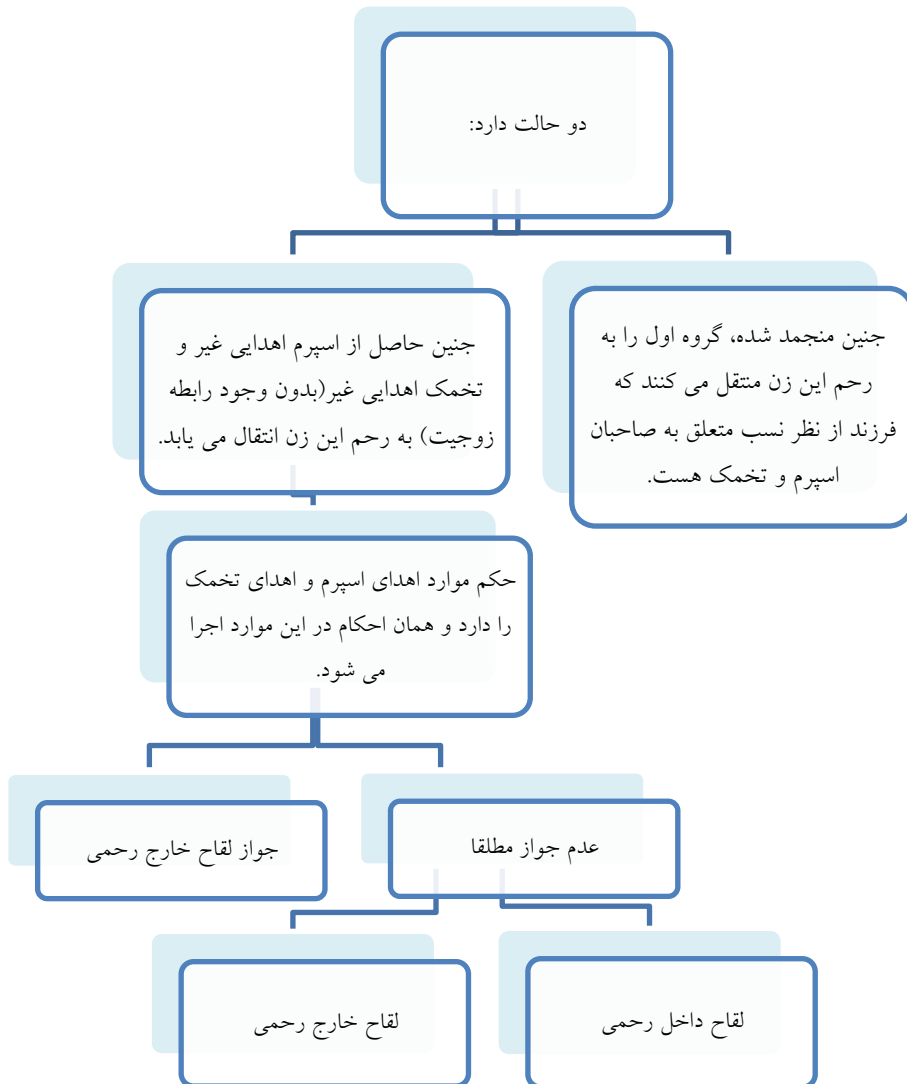 دو حالت دارد:
جنین منجمد شده، گروه اول را به
رحم این زن منتقل می کنند که
فرزند از نظر نسب متعلق به صاحبان
اسپرم و تخمک هست.
جنین حاصل از اسپرم اهدایی غیر و
تخمک اهدایی غیر(بدون وجود رابطه
زوجیت) به رحم این زن انتقال می یابد.
حکم موارد اهدای اسپرم و اهدای تخمک
را دارد و همان احکام در این موارد اجرا
می شود.
عدم جواز مطلقا
جواز لقاح خارج رحمی
لقاح داخل رحمی
لقاح خارج رحمی